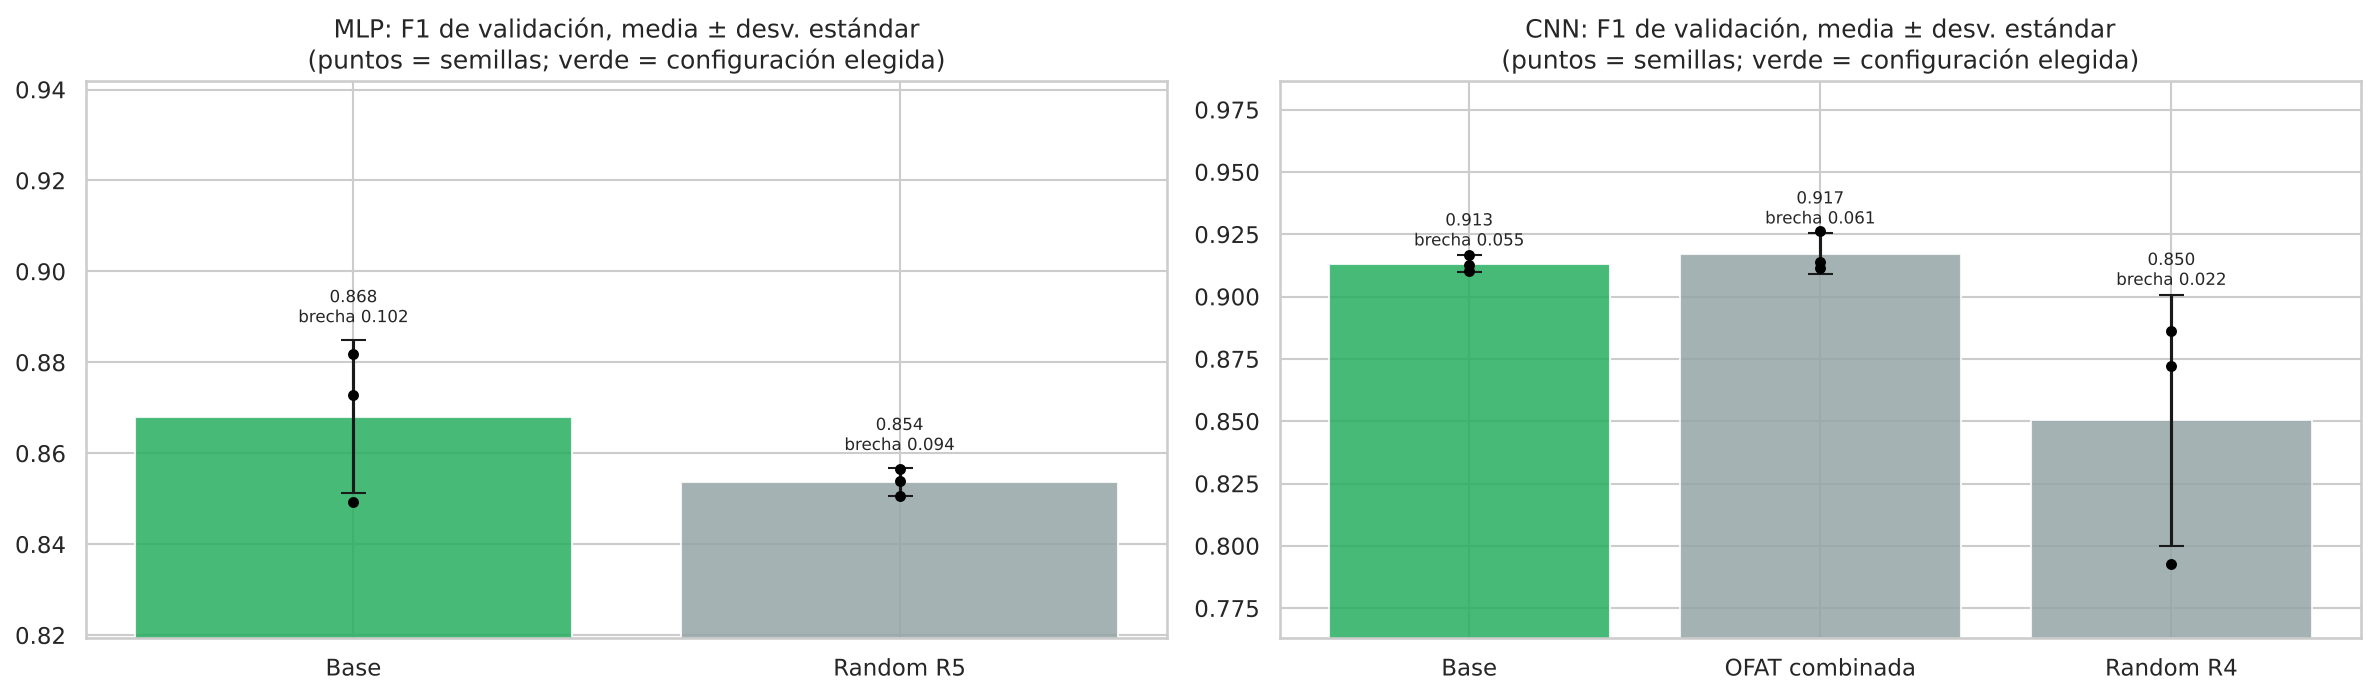 MLP: F1 de validación, media ± desv. estándar
(puntos = semillas; verde = configuración elegida)
0.94
0.92
0.90
0.88
0.86
0.84
0.82
0.868
brecha 0.102
0.854
brecha 0.094
Base
Random R5
CNN: F1 de validación, media ± desv. estándar
(puntos = semillas; verde = configuración elegida)
0.975
0.950
0.925
0.900
0.875
0.850
0.825
0.800
0.775
0.913
brecha 0.055
0.917
brecha 0.061
0.850
brecha 0.022
Base
OFAT combinada
Random R4